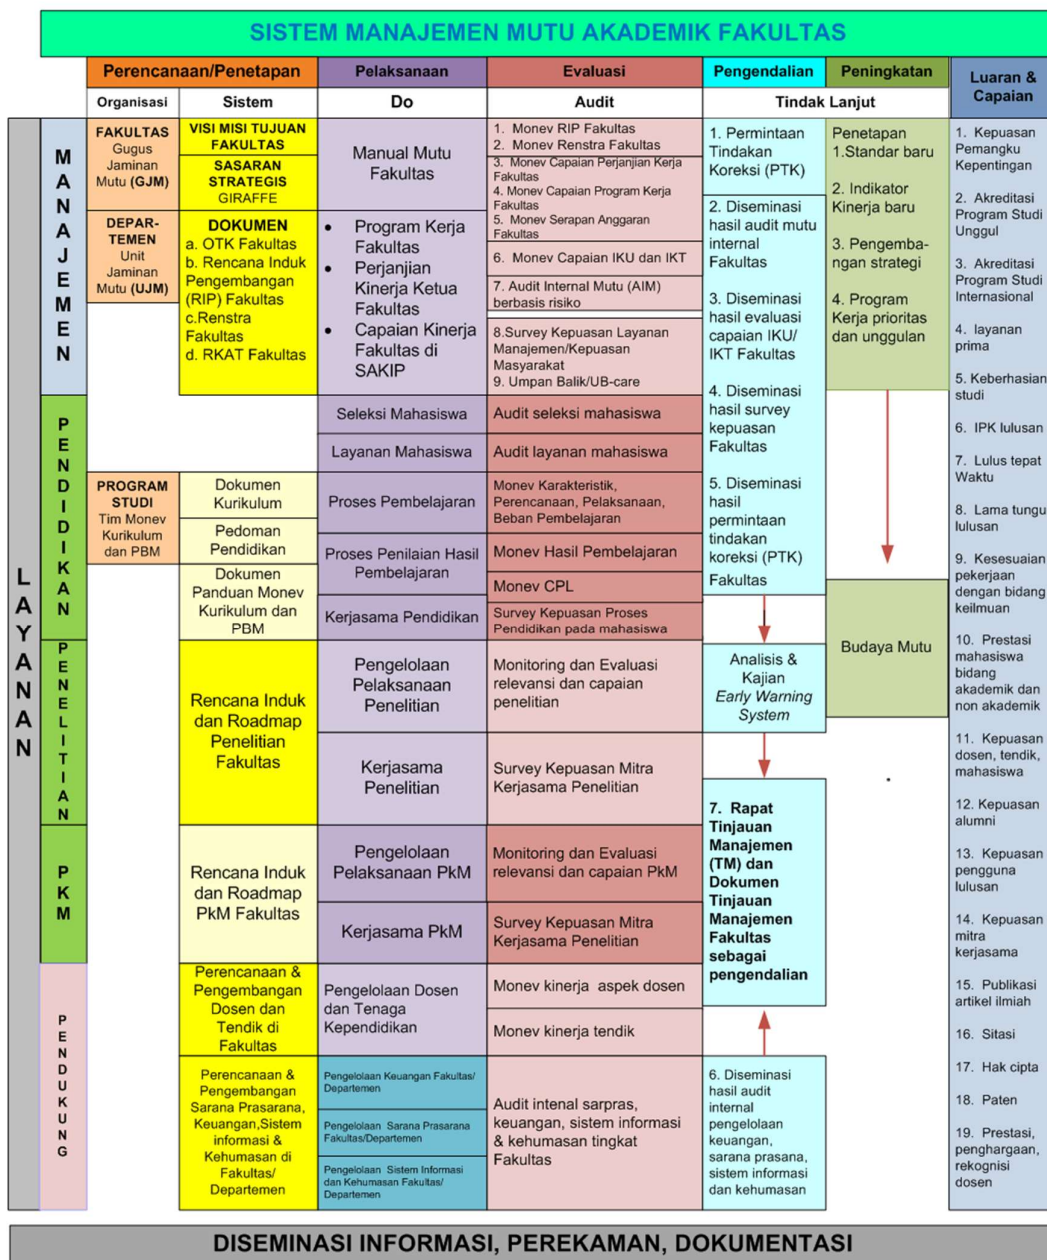 SISTEM MANAJEMEN MUTU AKADEMIK FAKULTAS
Perencanaan/Penetapan
Pelaksanaan
Evaluasi
Pengendalian
Peningkatan
Luaran &
Capaian
Organisasi
Sistem
Do
Audit
Tindak Lanjut
LAYANAN
MANAJEMEN
FAKULTAS
Gugus
Jaminan
Mutu (GJM)
DEPAR-
TEMEN
Unit
Jaminan
Mutu (UJM)
VISI MISI TUJUAN
FAKULTAS
SASARAN
STRATEGIS
GIRAFFE
DOKUMEN
a. OTK Fakultas
b. Rencana Induk
Pengembangan
(RIP) Fakultas
c.Renstra
Fakultas
d. RKAT Fakultas
Manual Mutu
Fakultas
• Program Kerja
Fakultas
• Perjanjian
Kinerja Ketua
Fakultas
• Capaian Kinerja
Fakultas di
SAKIP
1. Monev RIP Fakultas
2. Monev Renstra Fakultas
3. Monev Capaian Perjanjian Kerja
Fakultas
4. Monev Capaian Program Kerja
Fakultas
5. Monev Serapan Anggaran
Fakultas
6. Monev Capaian IKU dan IKT
7. Audit Internal Mutu (AIM)
berbasis risiko
8.Survey Kepuasan Layanan
Manajemen/Kepuasan
Masyarakat
9. Umpan Balik/UB-care
1. Permintaan
Tindakan
Koreksi (PTK)
2. Diseminasi
hasil audit mutu
internal
Fakultas
3. Diseminasi
hasil evaluasi
capaian IKU/
IKT Fakultas
4. Diseminasi
hasil survey
kepuasan
Fakultas
5. Diseminasi
hasil
permintaan
tindakan
koreksi (PTK)
Fakultas
Penetapan
1.Standar baru
2. Indikator
Kinerja baru
3. Pengemba-
ngan strategi
4. Program
Kerja prioritas
dan unggulan
PENDIDIKAN
PROGRAM
STUDI
Tim Monev
Kurikulum
dan PBM
Dokumen
Kurikulum
Pedoman
Pendidikan
Dokumen
Panduan Monev
Kurikulum dan
PBM
Seleksi Mahasiswa
Layanan Mahasiswa
Proses Pembelajaran
Proses Penilaian Hasil
Pembelajaran
Kerjasama Pendidikan
Audit seleksi mahasiswa
Audit layanan mahasiswa
Monev Karakteristik,
Perencanaan, Pelaksanaan,
Beban Pembelajaran
Monev Hasil Pembelajaran
Monev CPL
Survey Kepuasan Proses
Pendidikan pada mahasiswa
Budaya Mutu
PENELITIAN
Rencana Induk
dan Roadmap
Penelitian
Fakultas
Pengelolaan
Pelaksanaan
Penelitian
Kerjasama
Penelitian
Monitoring dan Evaluasi
relevansi dan capaian
penelitian
Survey Kepuasan Mitra
Kerjasama Penelitian
Analisis &
Kajian
Early Warning
System
7. Rapat
Tinjauan
Manajemen
(TM) dan
Dokumen
Tinjauan
Manajemen
Fakultas
sebagai
pengendalian
PKM
Rencana Induk
dan Roadmap
PkM Fakultas
Pengelolaan
Pelaksanaan PkM
Kerjasama PkM
Monitoring dan Evaluasi
relevansi dan capaian PkM
Survey Kepuasan Mitra
Kerjasama Penelitian
PENDUKUNG
Perencanaan &
Pengembangan
Dosen dan
Tendik di
Fakultas
Perencanaan &
Pengembangan
Sarana Prasarana,
Keuangan,Sistem
informasi &
Kehumasan di
Fakultas/
Departemen
Pengelolaan Dosen
dan Tenaga
Kependidikan
Pengelolaan Keuangan Fakultas/
Departemen
Pengelolaan Sarana Prasarana
Fakultas/Departemen
Pengelolaan Sistem Informasi
dan Kehumasan Fakultas/
Departemen
Monev kinerja aspek dosen
Monev kinerja tendik
Audit intenal sarpras,
keuangan, sistem informasi
& kehumasan tingkat
Fakultas
6. Diseminasi
hasil audit
internal
pengelolaan
keuangan,
sarana prasana,
sistem informasi
dan kehumasan
1. Kepuasan
Pemangku
Kepentingan
2. Akreditasi
Program Studi
Unggul
3. Akreditasi
Program Studi
Internasional
4. layanan
prima
5. Keberhasian
studi
6. IPK lulusan
7. Lulus tepat
Waktu
8. Lama tungu
lulusan
9. Kesesuaian
pekerjaan
dengan bidang
keilmuan
10. Prestasi
mahasiswa
bidang
akademik dan
non akademik
11. Kepuasan
dosen, tendik,
mahasiswa
12. Kepuasan
alumni
13. Kepuasan
pengguna
lulusan
14. Kepuasan
mitra
kerjasama
15. Publikasi
artikel ilmiah
16. Sitasi
17. Hak cipta
18. Paten
19. Prestasi,
penghargaan,
rekognisi
dosen
DISEMINASI INFORMASI, PEREKAMAN, DOKUMENTASI